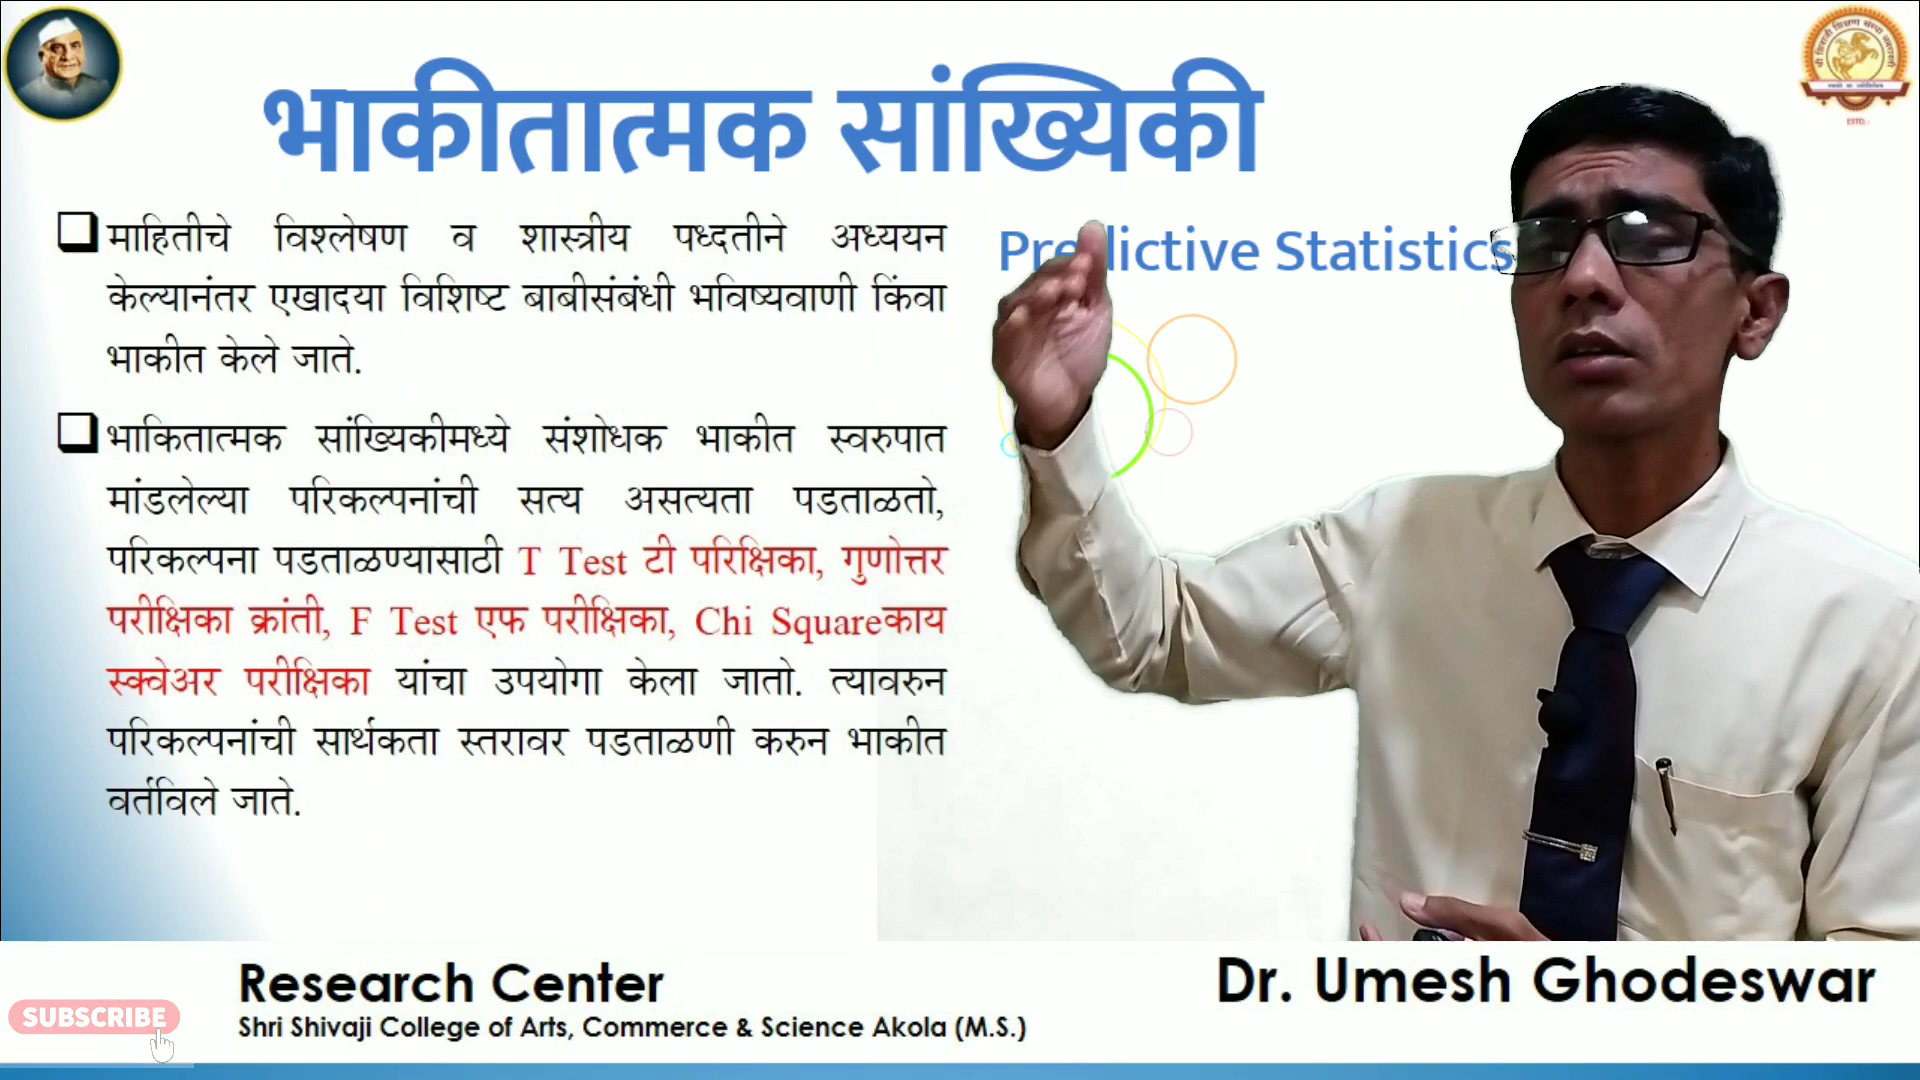 भाकीतात्मक सांख्यिकी
माहितीचे विश्लेषण व शास्त्रीय पध्दतीने अध्ययन
केल्यानंतर एखादया विशिष्ट बाबीसंबंधी भविष्यवाणी किंवा
भाकीत केले जाते.
भाकितात्मक सांख्यिकीमध्ये संशोधक भाकीत स्वरुपात
मांडलेल्या परिकल्पनांची सत्य असत्यता पडताळतो,
परिकल्पना पडताळण्यासाठी T Test टी परिक्षिका, गुणोत्तर
परीक्षिका क्रांती, F Test एफ परीक्षिका, Chi Squareकाय
स्क्वेअर परीक्षिका यांचा उपयोगा केला जातो. त्यावरुन
परिकल्पनांची सार्थकता स्तरावर पडताळणी करुन भाकीत
वर्तविले जाते.
Predictive Statistics
Research Center
Shri Shivaji College of Arts, Commerce & Science Akola (M.S.)
Dr. Umesh Ghodeswar
SUBSCRIBE